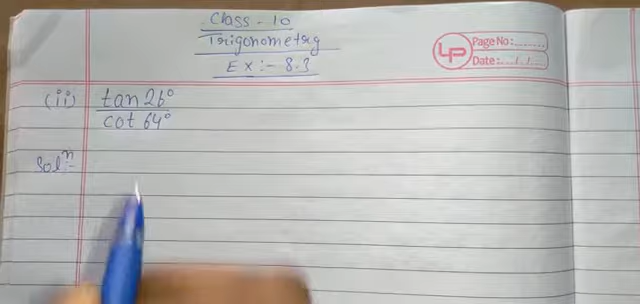 Class - 10
Trigonometry
Ex:- 8.3
LP
Page No:.......
Date: .../.../...
(ii) tan 26°
cot 64°
Solⁿ:-